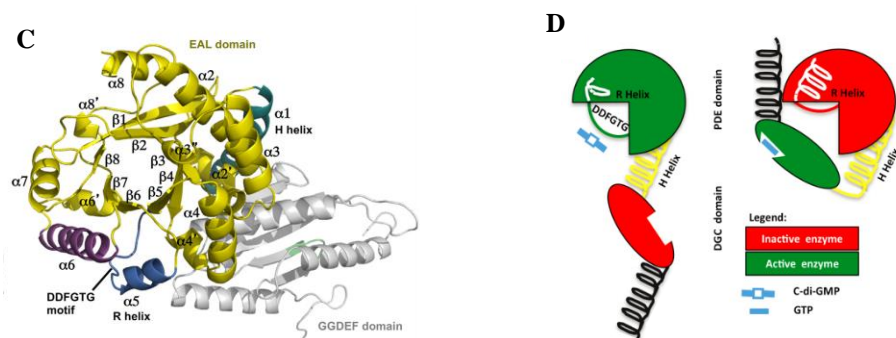 C
EAL domain
α8
α2
α8'
α1
H helix
β1
β2
α3
β3
α3"
β8
α2'
β4
α7
β7
β5
α6'
β6
α4
α4'
α6
DDFGTG
motif
α5
R helix
GGDEF domain
D
R Helix
DDFGTG
H Helix
PDE domain
DGC domain
R Helix
H Helix
Legend:
Inactive enzyme
Active enzyme
C-di-GMP
GTP